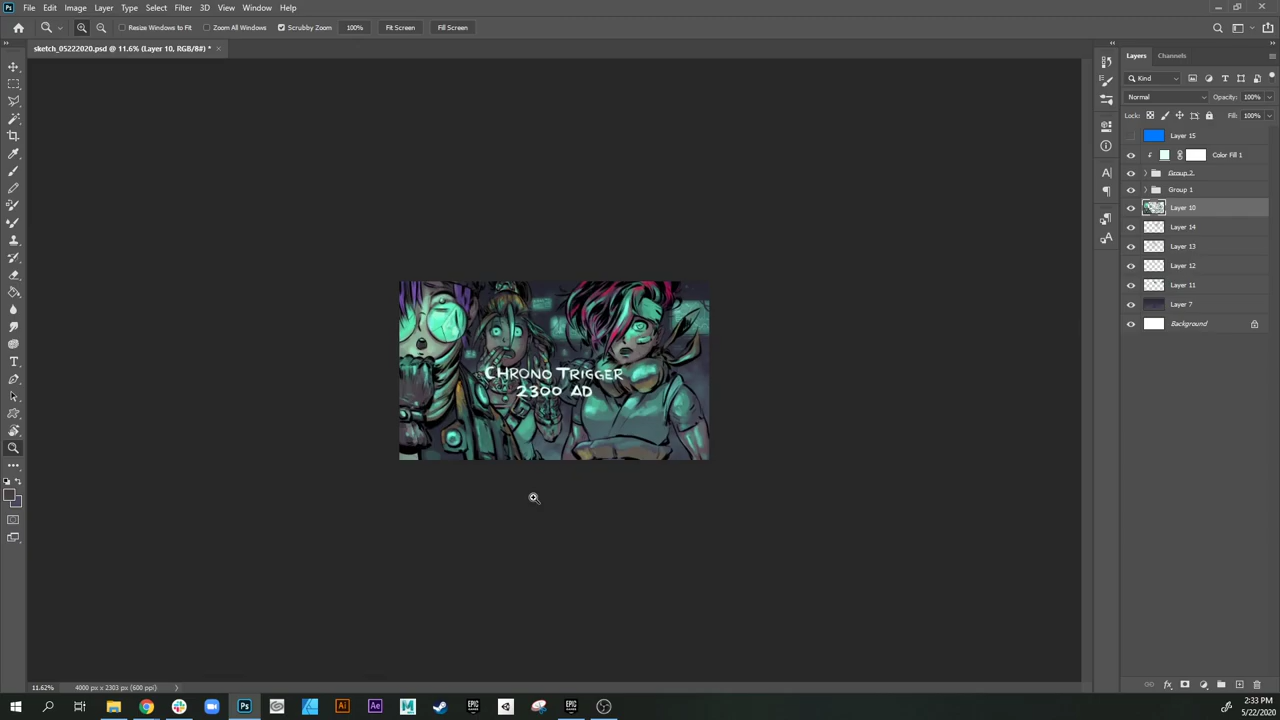 File Edit Image Layer Type Select Filter 3D View Window Help
Resize Windows to Fit Zoom All Windows Scrubby Zoom 100% Fit Screen Fill Screen
sketch_05222020.psd @ 11.6% (Layer 10, RGB/8#) *
Layers Channels
Kind
Normal Opacity: 100%
Lock: Fill: 100%
Layer 15
Color Fill 1
Group 2
Group 1
Layer 10
Layer 14
Layer 13
Layer 12
Layer 11
Layer 7
Background
CHRONO TRIGGER
2300 AD
11.62% 4000 px x 2303 px (600 ppi)
Ps Ai Ae
2:33 PM
5/22/2020